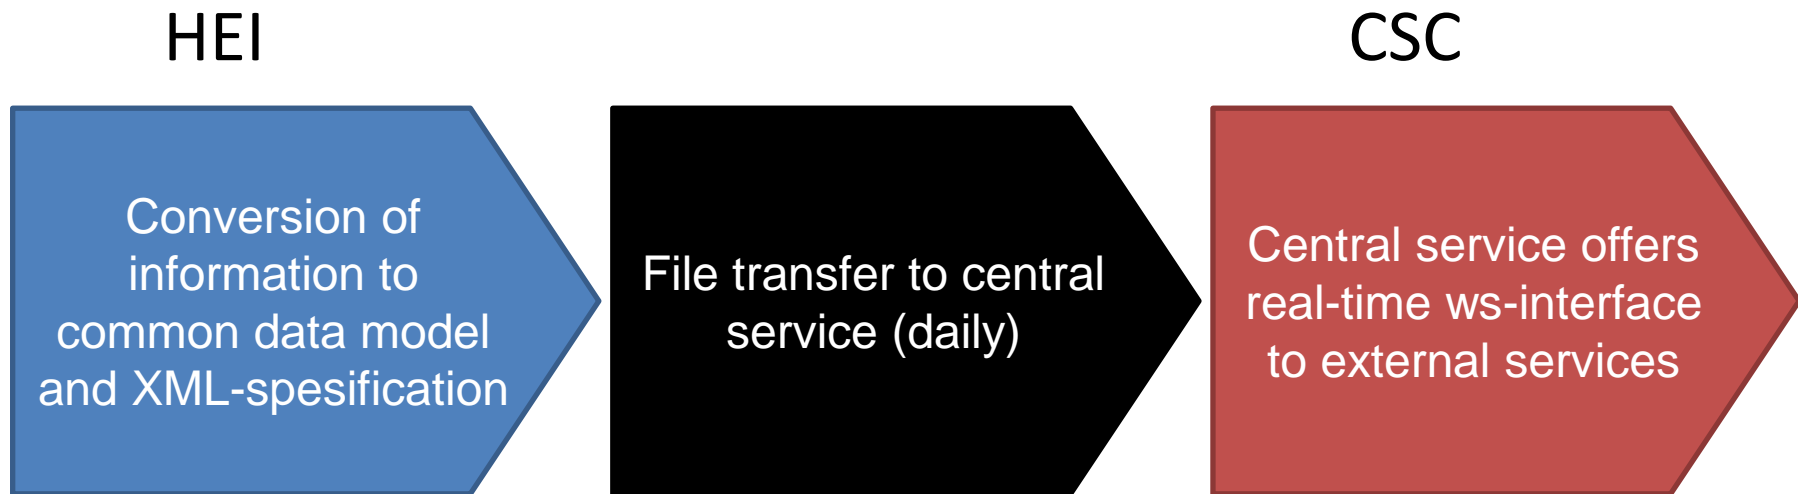 HEI
CSC
Conversion of
information to
common data model
and XML-spesification
File transfer to central
service (daily)
Central service offers
real-time ws-interface
to external services